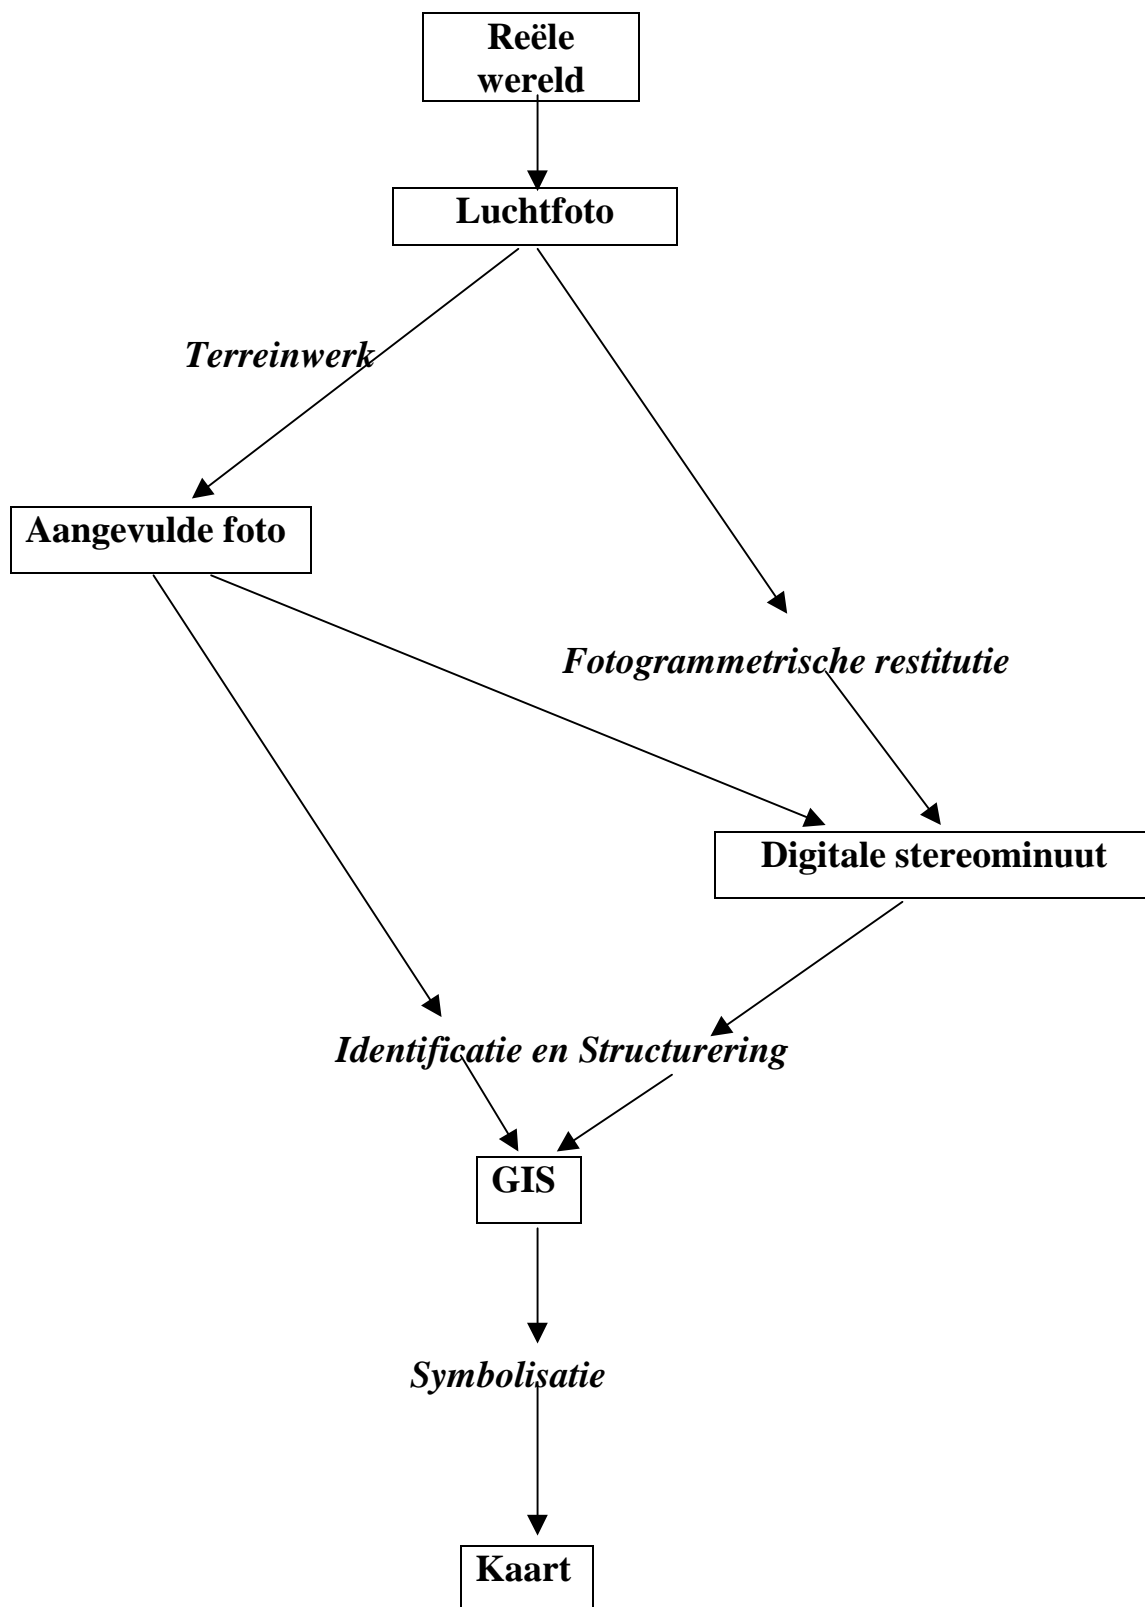 Reële
wereld
Luchtfoto
Terreinwerk
Aangevulde foto
Fotogrammetrische restitutie
Digitale stereominuut
Identificatie en Structurering
GIS
Symbolisatie
Kaart